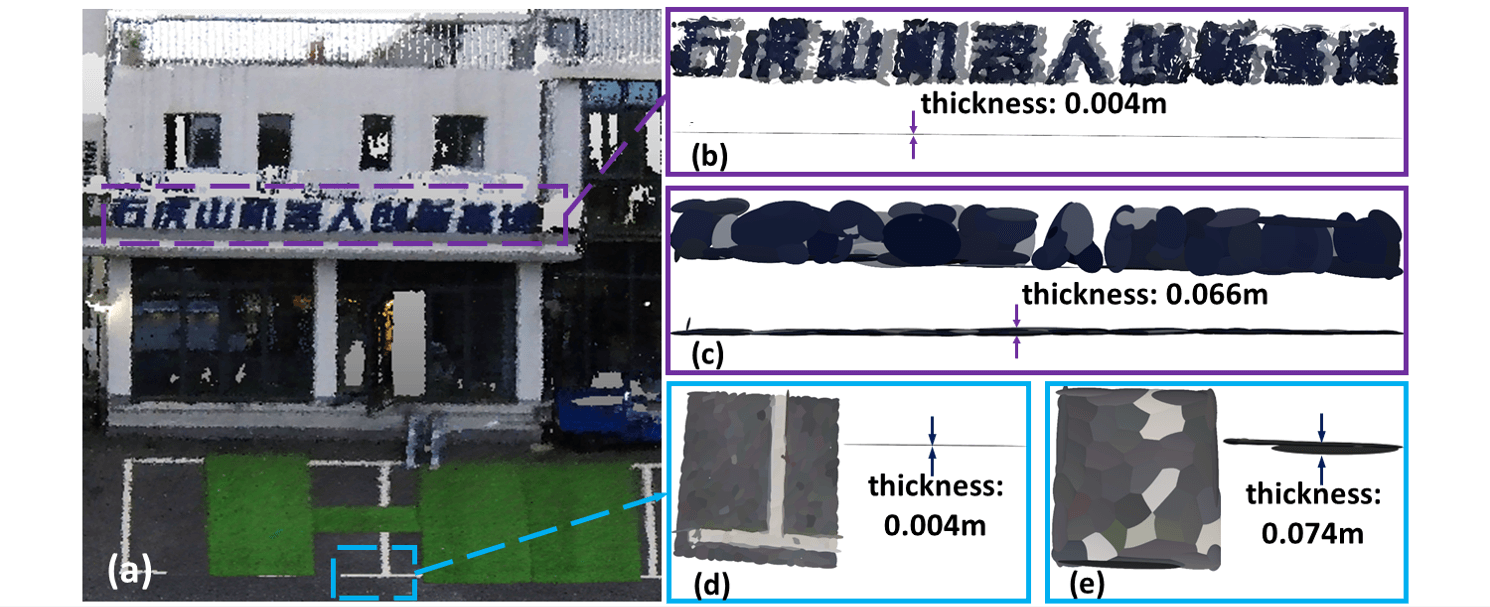 石虎山机器人创新基地
(a)
石虎山机器人创新基地
thickness: 0.004m
(b)
thickness: 0.066m
(c)
thickness:
0.004m
(d)
thickness:
0.074m
(e)